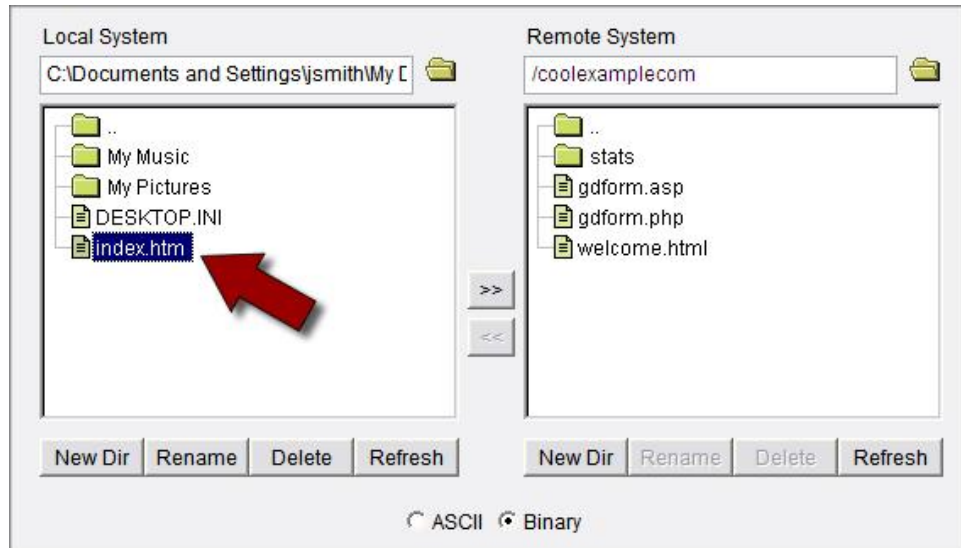 Local System
C:\Documents and Settings\jsmith\My D
..
My Music
My Pictures
DESKTOP.INI
index.htm
>>
<<
Remote System
/coolexamplecom
..
stats
gdform.asp
gdform.php
welcome.html
New Dir Rename Delete Refresh
New Dir Rename Delete Refresh
ASCII Binary